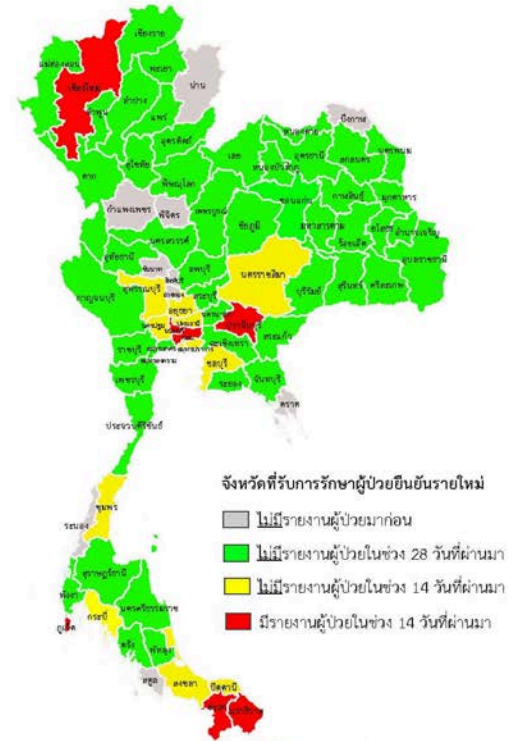 เชียงราย
แม่ฮ่องสอน
พะเยา
น่าน
เชียงใหม่
ลำปาง
ลำพูน
แพร่
อุตรดิตถ์
บึงกาฬ
หนองคาย
เลย
อุดรธานี
สกลนคร
นครพนม
หนองบัวลำภู
สุโขทัย
ตาก
พิษณุโลก
ขอนแก่น
กาฬสินธุ์
มุกดาหาร
กำแพงเพชร
พิจิตร
เพชรบูรณ์
ชัยภูมิ
มหาสารคาม
ร้อยเอ็ด
ยโสธร
อำนาจเจริญ
นครสวรรค์
อุบลราชธานี
อุทัยธานี
ชัยนาท
ลพบุรี
นครราชสีมา
บุรีรัมย์
สุรินทร์
ศรีสะเกษ
สุพรรณบุรี
สระบุรี
กาญจนบุรี
อยุธยา
นครนายก
ปราจีนบุรี
นครปฐม
ปทุมธานี
สระแก้ว
ราชบุรี
ฉะเชิงเทรา
ชลบุรี
เพชรบุรี
ระยอง
จันทบุรี
ตราด
ประจวบคีรีขันธ์
จังหวัดที่รับการรักษาผู้ป่วยยืนยันรายใหม่
ไม่มีรายงานผู้ป่วยมาก่อน
ไม่มีรายงานผู้ป่วยในช่วง 28 วันที่ผ่านมา
ไม่มีรายงานผู้ป่วยในช่วง 14 วันที่ผ่านมา
มีรายงานผู้ป่วยในช่วง 14 วันที่ผ่านมา
ชุมพร
ระนอง
สุราษฎร์ธานี
พังงา
นครศรีธรรมราช
กระบี่
ภูเก็ต
ตรัง
พัทลุง
สตูล
สงขลา
ปัตตานี
ยะลา
นราธิวาส